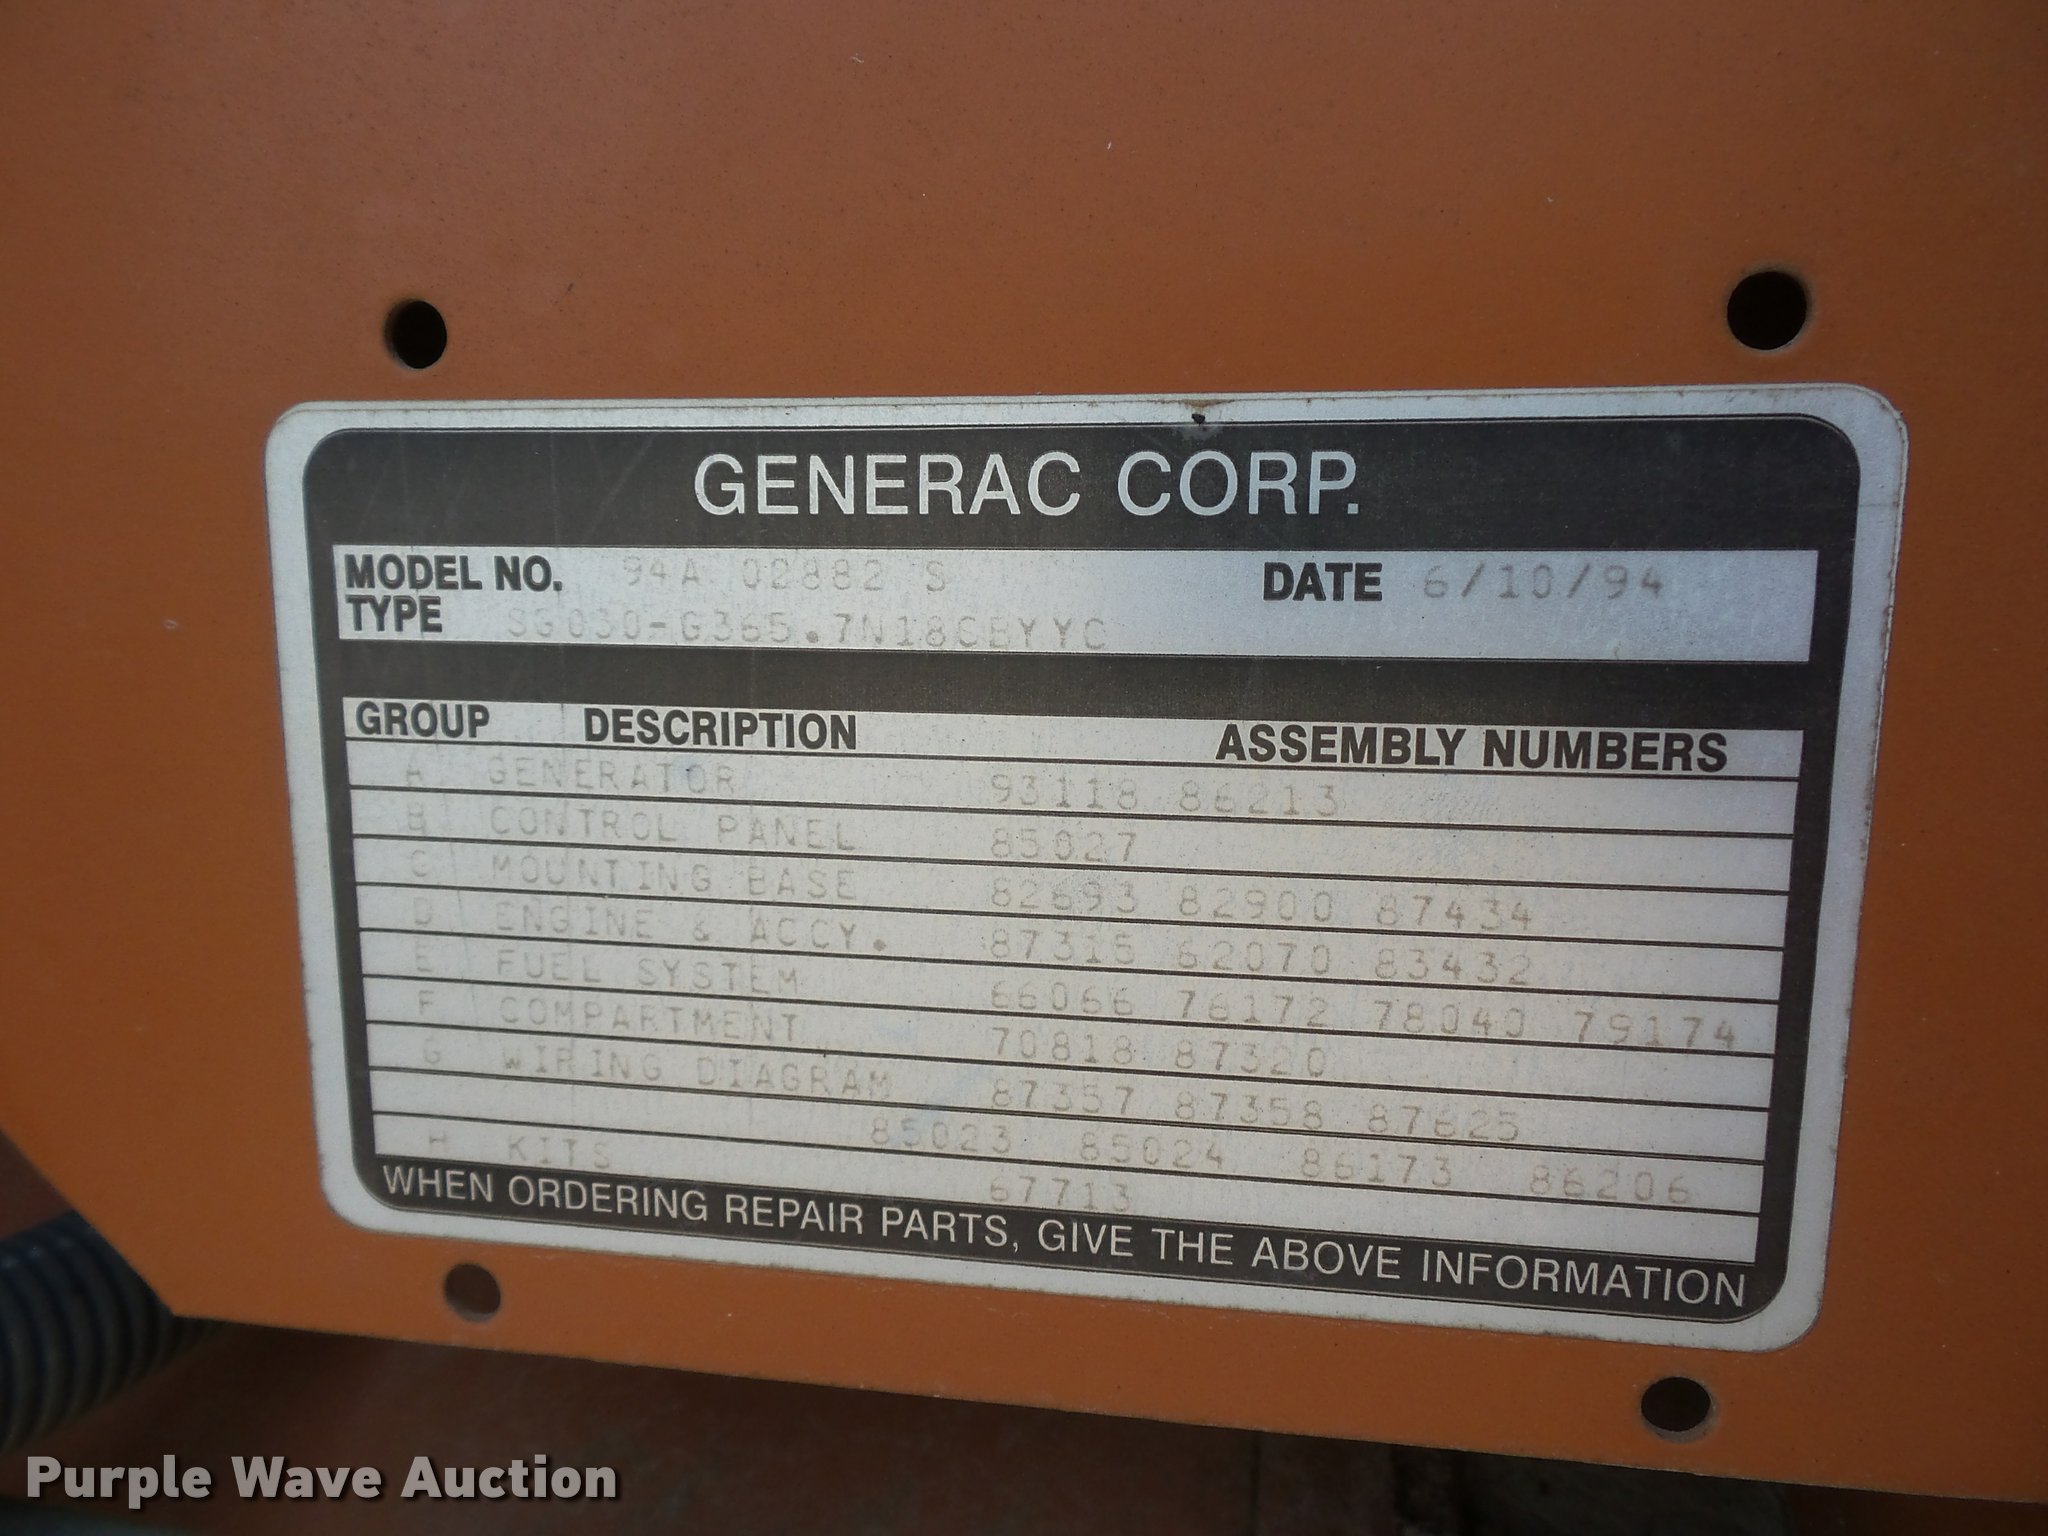 GENERAC CORP.
MODEL NO. 94A 02882 S DATE 6/10/94
TYPE SG030-G365.7N18CBYYC
GROUP DESCRIPTION ASSEMBLY NUMBERS
A GENERATOR 93118 86213
B CONTROL PANEL 85027
C MOUNTING BASE 82693 82900 87434
D ENGINE & ACCY. 87315 62070 83432
E FUEL SYSTEM 66066 76172 78040 79174
F COMPARTMENT 70818 87320
G WIRING DIAGRAM 87357 87358 87625
85023 85024 86173 86206
H KITS 67713
WHEN ORDERING REPAIR PARTS, GIVE THE ABOVE INFORMATION
Purple Wave Auction